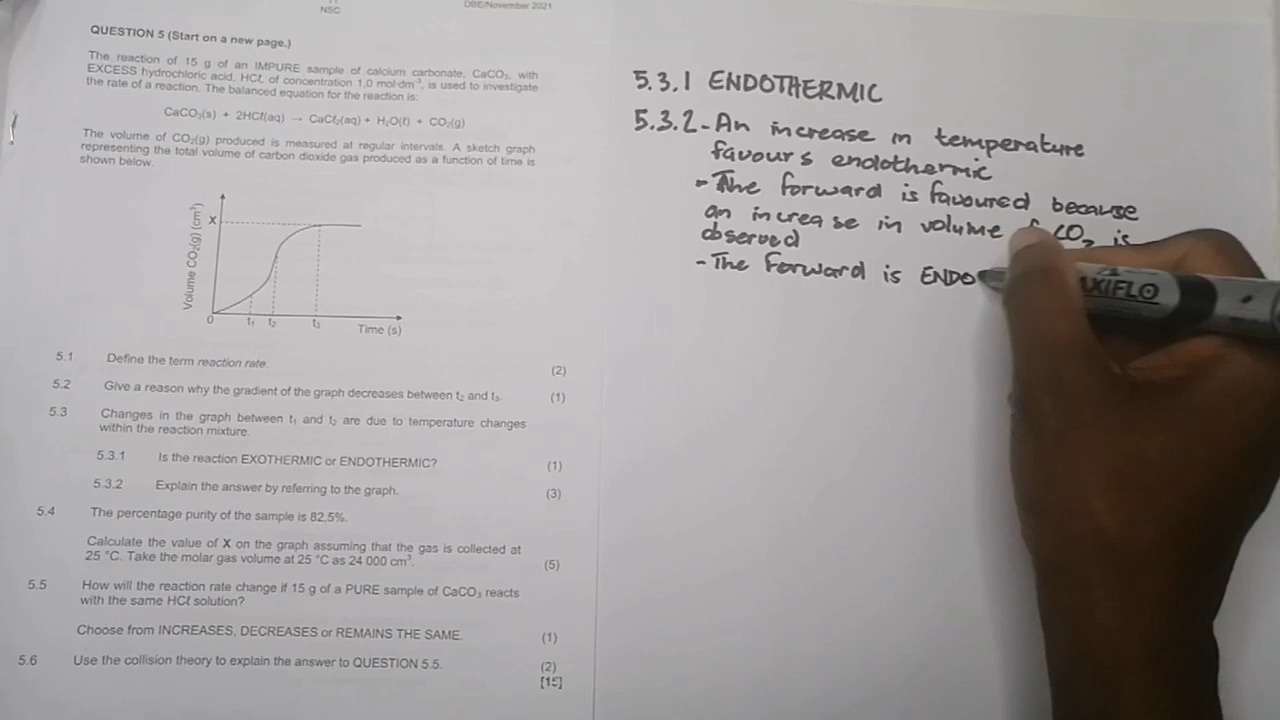 NSC
DBE/November 2021
QUESTION 5 (Start on a new page.)
The reaction of 15 g of an IMPURE sample of calcium carbonate, CaCO₃, with
EXCESS hydrochloric acid, HCℓ, of concentration 1,0 mol·dm⁻³, is used to investigate
the rate of a reaction. The balanced equation for the reaction is:
CaCO₃(s) + 2HCℓ(aq) → CaCℓ₂(aq) + H₂O(ℓ) + CO₂(g)
The volume of CO₂(g) produced is measured at regular intervals. A sketch graph
representing the total volume of carbon dioxide gas produced as a function of time is
shown below.
Volume CO₂(g) (cm³)
X
0
t₁
t₂
t₃
Time (s)
5.1 Define the term reaction rate. (2)
5.2 Give a reason why the gradient of the graph decreases between t₂ and t₃. (1)
5.3 Changes in the graph between t₁ and t₂ are due to temperature changes
within the reaction mixture.
5.3.1 Is the reaction EXOTHERMIC or ENDOTHERMIC? (1)
5.3.2 Explain the answer by referring to the graph. (3)
5.4 The percentage purity of the sample is 82,5%.
Calculate the value of X on the graph assuming that the gas is collected at
25 °C. Take the molar gas volume at 25 °C as 24 000 cm³. (5)
5.5 How will the reaction rate change if 15 g of a PURE sample of CaCO₃ reacts
with the same HCℓ solution?
Choose from INCREASES, DECREASES or REMAINS THE SAME. (1)
5.6 Use the collision theory to explain the answer to QUESTION 5.5. (2)
[15]
5.3.1 ENDOTHERMIC
5.3.2 - An increase in temperature
favours endothermic
- The forward is favoured because
an increase in volume CO₂ is
observed
- The forward is ENDO
AXIFLO